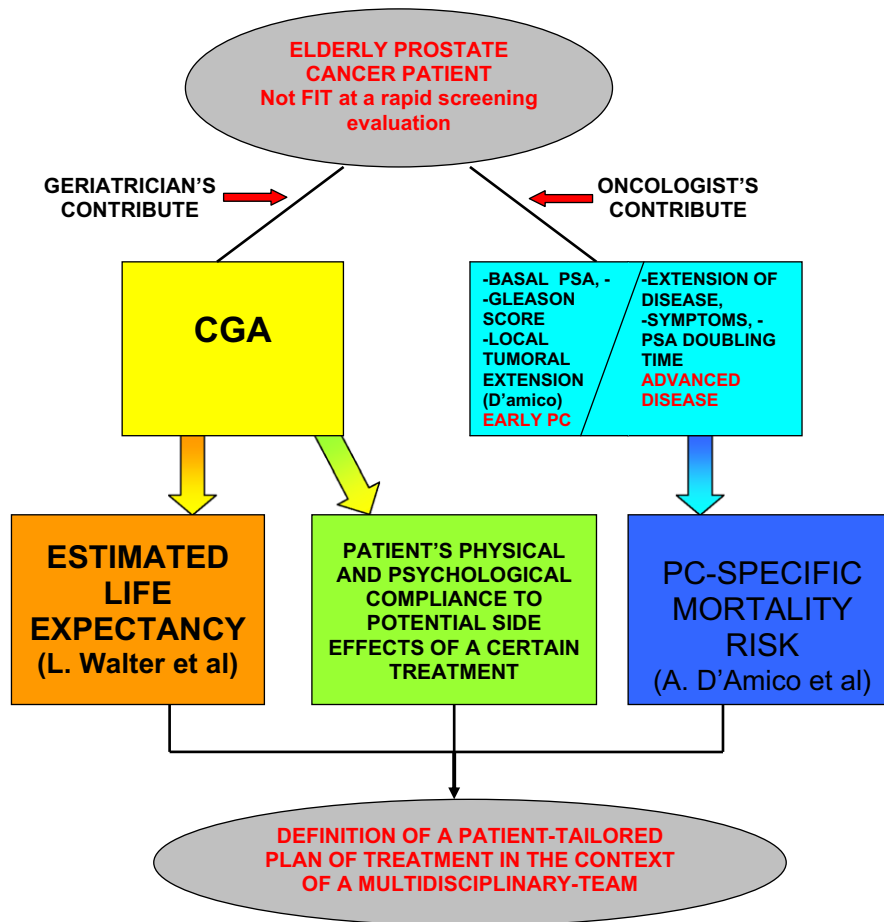 ELDERLY PROSTATE
CANCER PATIENT
Not FIT at a rapid screening
evaluation
GERIATRICIAN'S
CONTRIBUTE
ONCOLOGIST'S
CONTRIBUTE
CGA
-BASAL PSA, -
-GLEASON
SCORE
-LOCAL
TUMORAL
EXTENSION
(D'amico)
EARLY PC
-EXTENSION OF
DISEASE,
-SYMPTOMS, -
PSA DOUBLING
TIME
ADVANCED
DISEASE
ESTIMATED
LIFE
EXPECTANCY
(L. Walter et al)
PATIENT'S PHYSICAL
AND PSYCHOLOGICAL
COMPLIANCE TO
POTENTIAL SIDE
EFFECTS OF A CERTAIN
TREATMENT
PC-SPECIFIC
MORTALITY
RISK
(A. D'Amico et al)
DEFINITION OF A PATIENT-TAILORED
PLAN OF TREATMENT IN THE CONTEXT
OF A MULTIDISCIPLINARY-TEAM